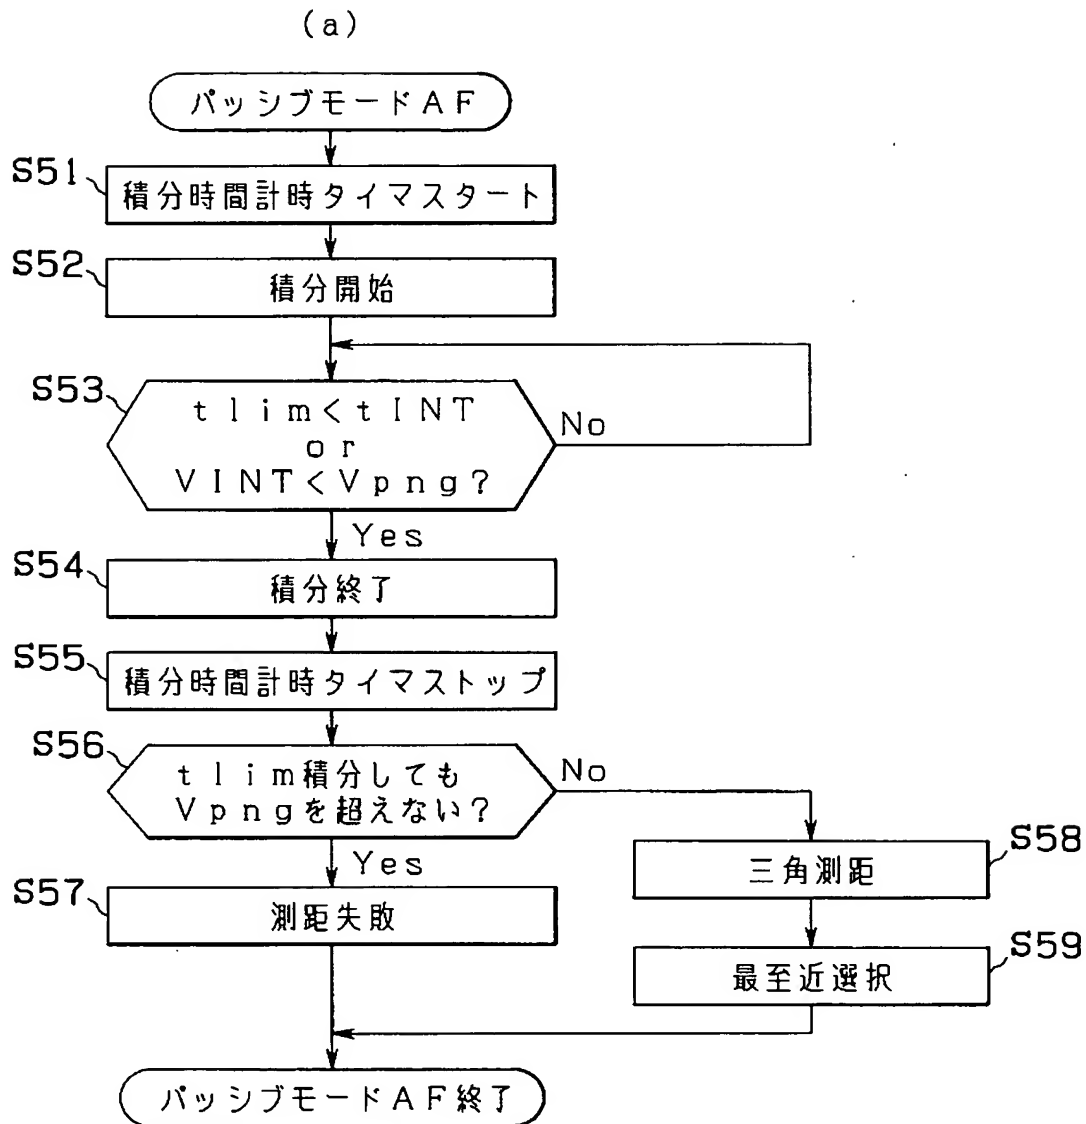 (a)
パッシブモードAF
S51
積分時間計時タイマスタート
S52
積分開始
S53
tlim<tINT
or
VINT<Vpng?
No
Yes
S54
積分終了
S55
積分時間計時タイマストップ
S56
tlim積分しても
Vpngを超えない?
No
Yes
S57
測距失敗
S58
三角測距
S59
最至近選択
パッシブモードAF終了